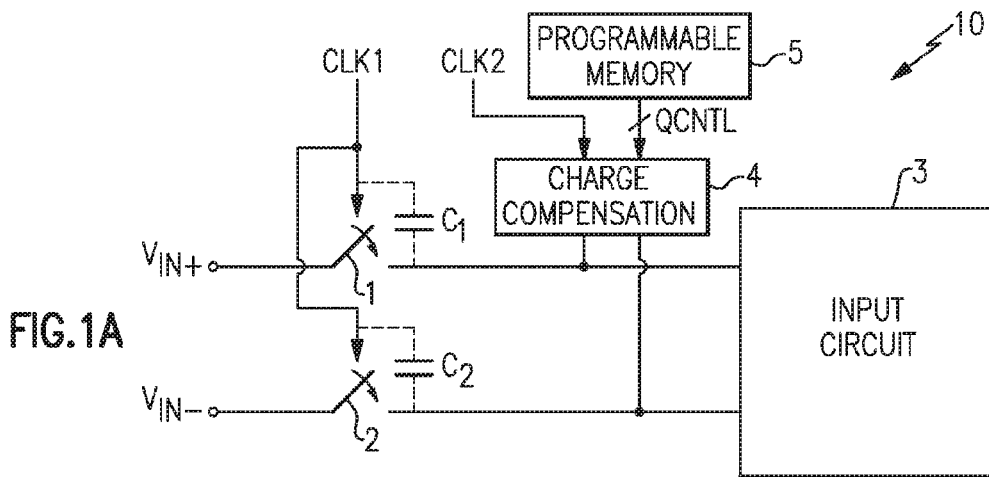 10
PROGRAMMABLE
MEMORY
5
CLK1
CLK2
QCNTL
CHARGE
COMPENSATION
4
3
C1
VIN+
1
INPUT
CIRCUIT
FIG.1A
C2
VIN-
2